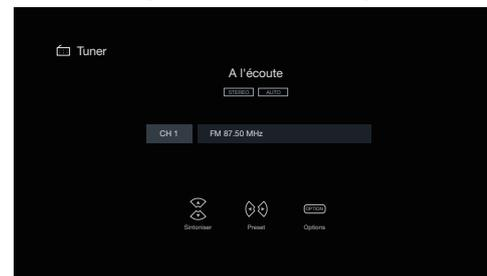 Tuner
A l'écoute
STEREO AUTO
CH 1 FM 87.50 MHz
OPTION
Sintoniser Preset Options